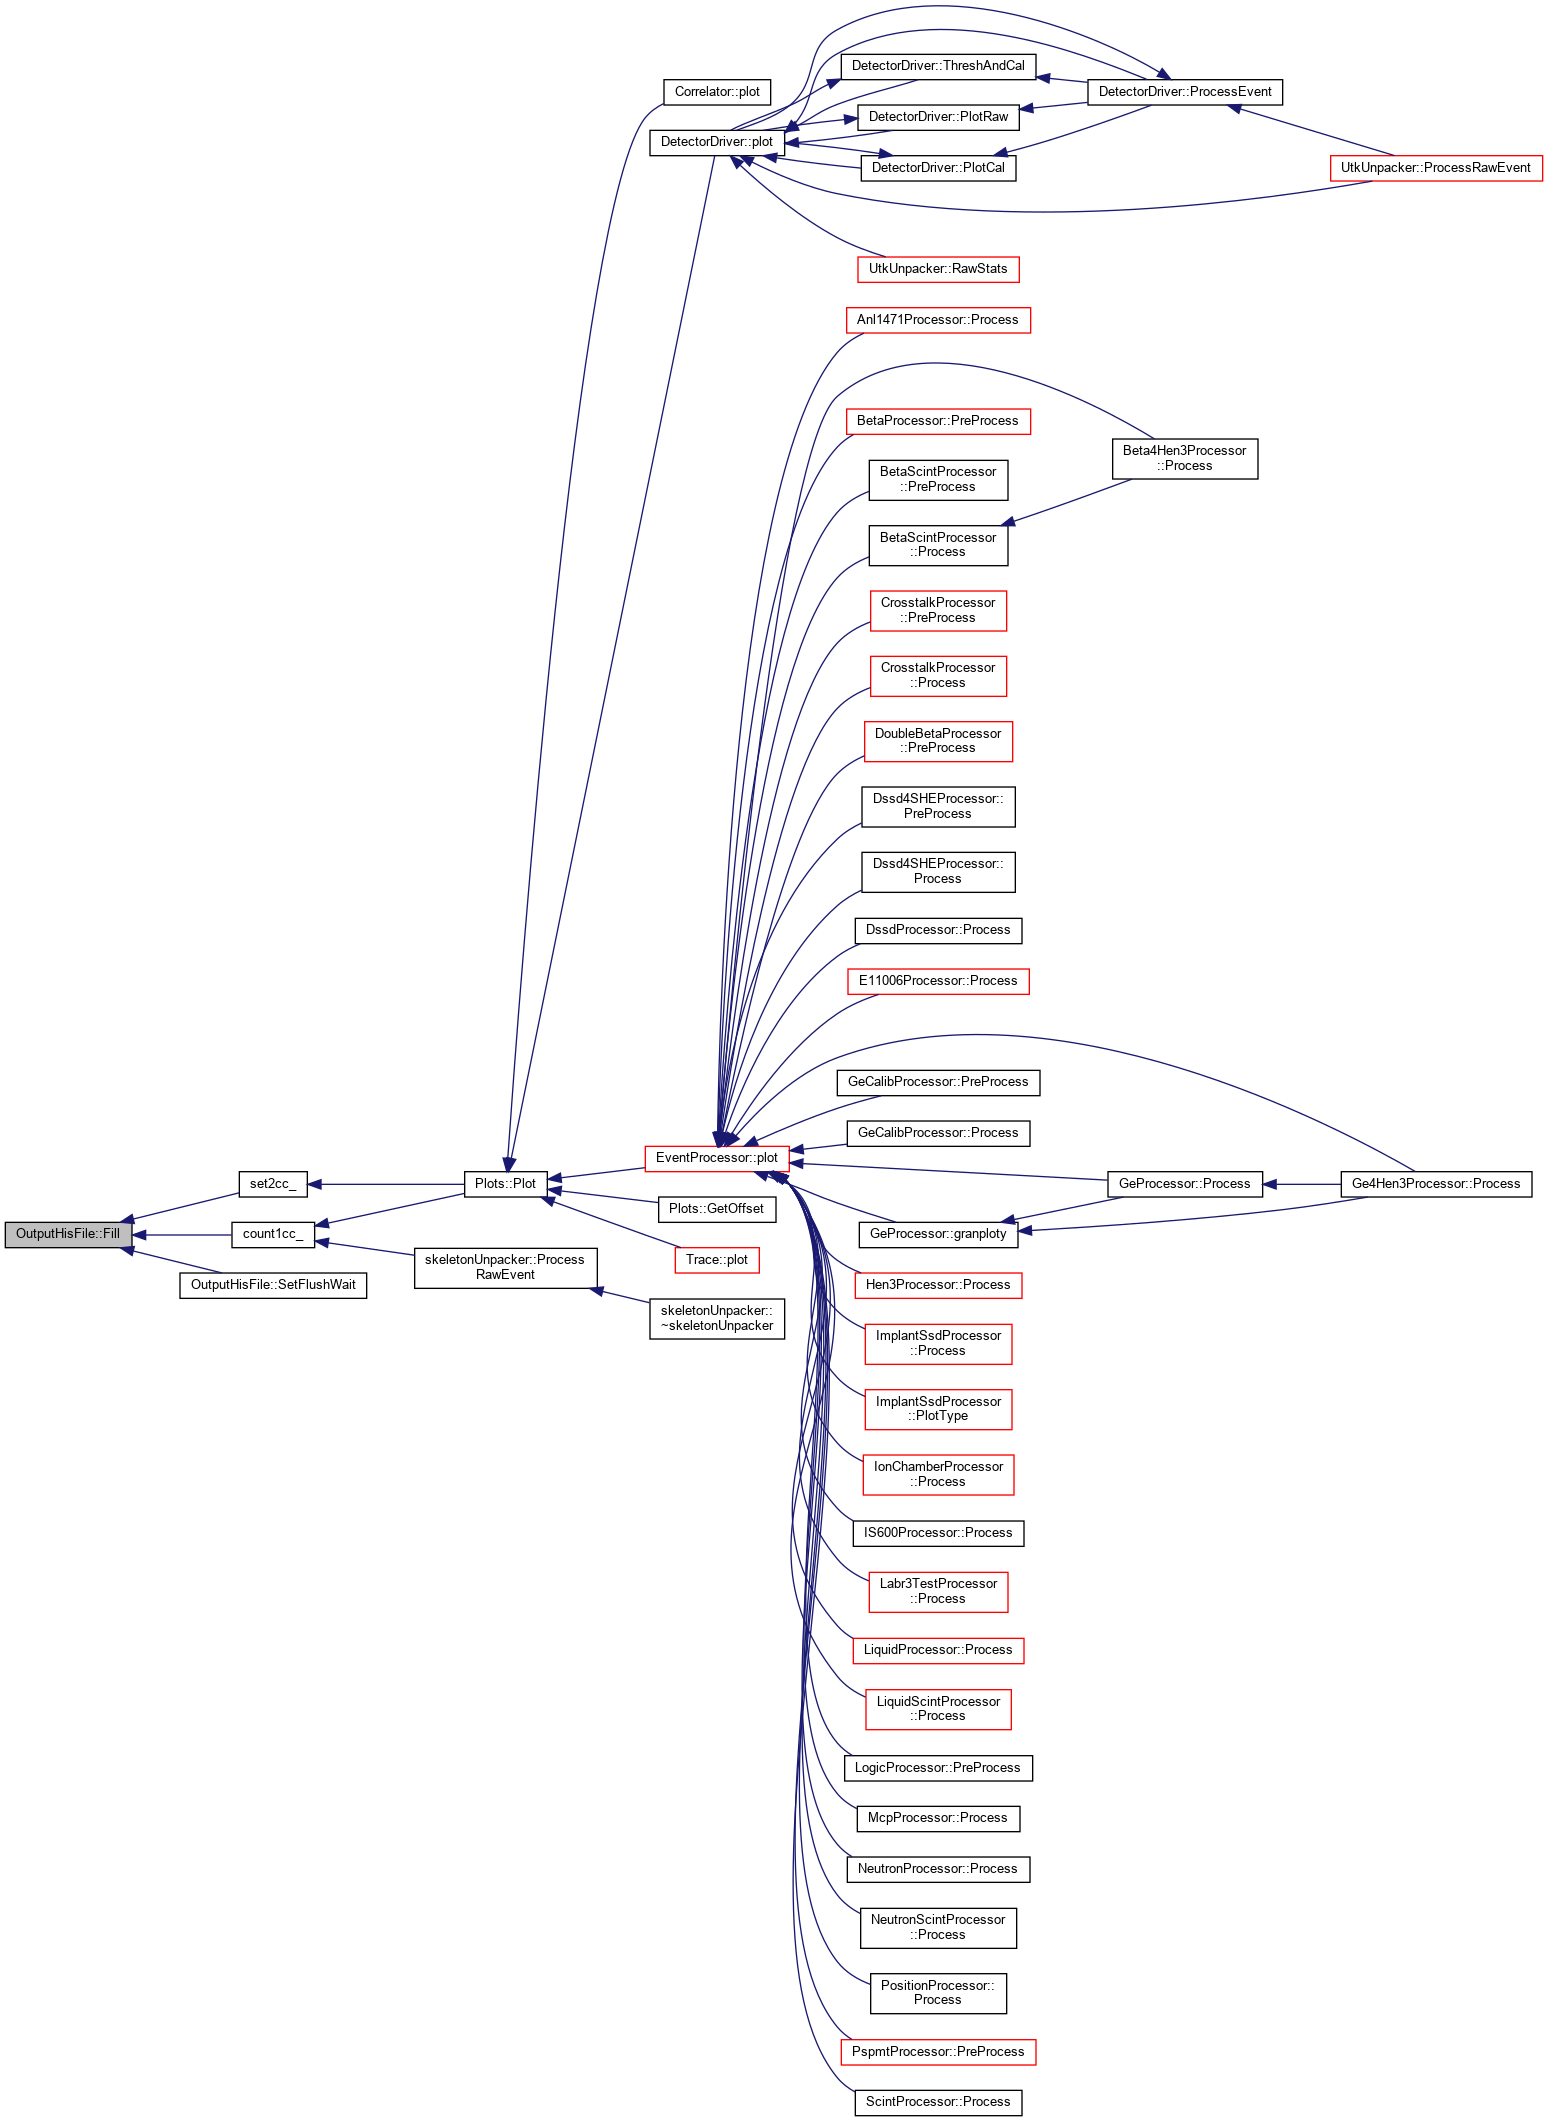 DetectorDriver::ThreshAndCal
Correlator::plot
DetectorDriver::ProcessEvent
DetectorDriver::PlotRaw
DetectorDriver::plot
DetectorDriver::PlotCal
UtkUnpacker::ProcessRawEvent
UtkUnpacker::RawStats
Anl1471Processor::Process
BetaProcessor::PreProcess
Beta4Hen3Processor
::Process
BetaScintProcessor
::PreProcess
BetaScintProcessor
::Process
CrosstalkProcessor
::PreProcess
CrosstalkProcessor
::Process
DoubleBetaProcessor
::PreProcess
Dssd4SHEProcessor::
PreProcess
Dssd4SHEProcessor::
Process
DssdProcessor::Process
E11006Processor::Process
GeCalibProcessor::PreProcess
GeCalibProcessor::Process
EventProcessor::plot
set2cc_
Plots::Plot
GeProcessor::Process
Ge4Hen3Processor::Process
Plots::GetOffset
OutputHisFile::Fill
count1cc_
GeProcessor::granploty
Trace::plot
skeletonUnpacker::Process
RawEvent
OutputHisFile::SetFlushWait
Hen3Processor::Process
skeletonUnpacker::
~skeletonUnpacker
ImplantSsdProcessor
::Process
ImplantSsdProcessor
::PlotType
IonChamberProcessor
::Process
IS600Processor::Process
Labr3TestProcessor
::Process
LiquidProcessor::Process
LiquidScintProcessor
::Process
LogicProcessor::PreProcess
McpProcessor::Process
NeutronProcessor::Process
NeutronScintProcessor
::Process
PositionProcessor::
Process
PspmtProcessor::PreProcess
ScintProcessor::Process